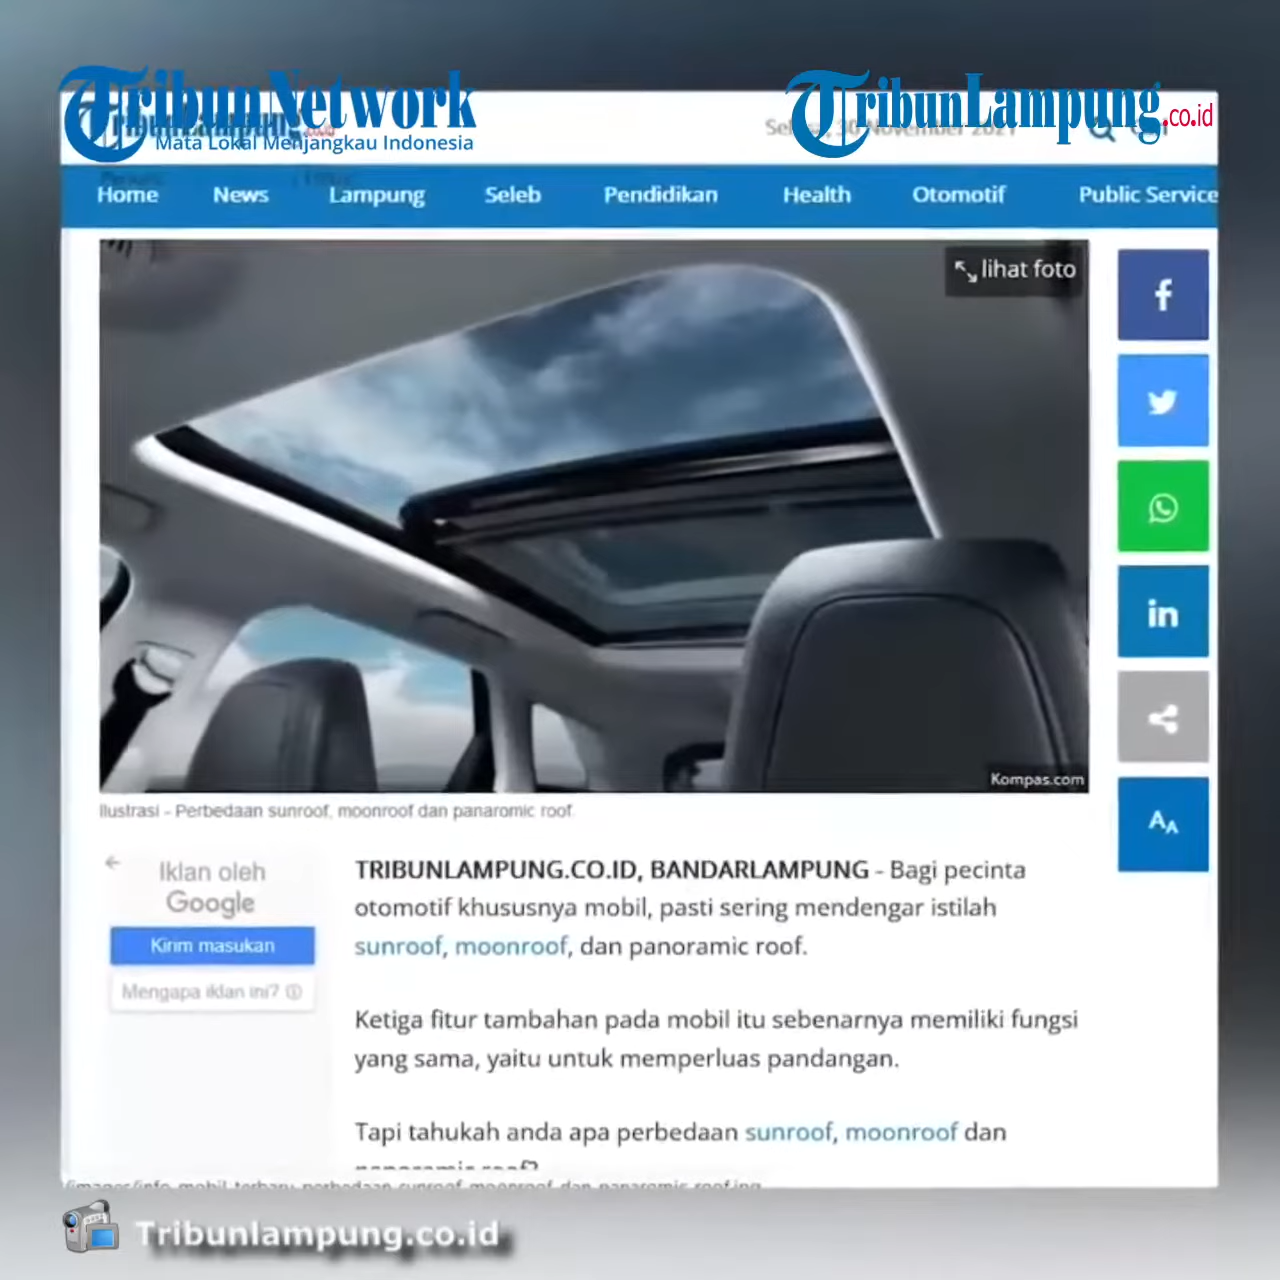 TribunNetwork
Mata Lokal Menjangkau Indonesia
TribunLampung.co.id
Home News Lampung Seleb Pendidikan Health Otomotif Public Service
lihat foto
Kompas.com
Ilustrasi - Perbedaan sunroof, moonroof dan panaromic roof
Iklan oleh
Google
Kirim masukan
Mengapa iklan ini?
TRIBUNLAMPUNG.CO.ID, BANDARLAMPUNG - Bagi pecinta
otomotif khususnya mobil, pasti sering mendengar istilah
sunroof, moonroof, dan panoramic roof.
Ketiga fitur tambahan pada mobil itu sebenarnya memiliki fungsi
yang sama, yaitu untuk memperluas pandangan.
Tapi tahukah anda apa perbedaan sunroof, moonroof dan
panoramic roof?
Tribunlampung.co.id